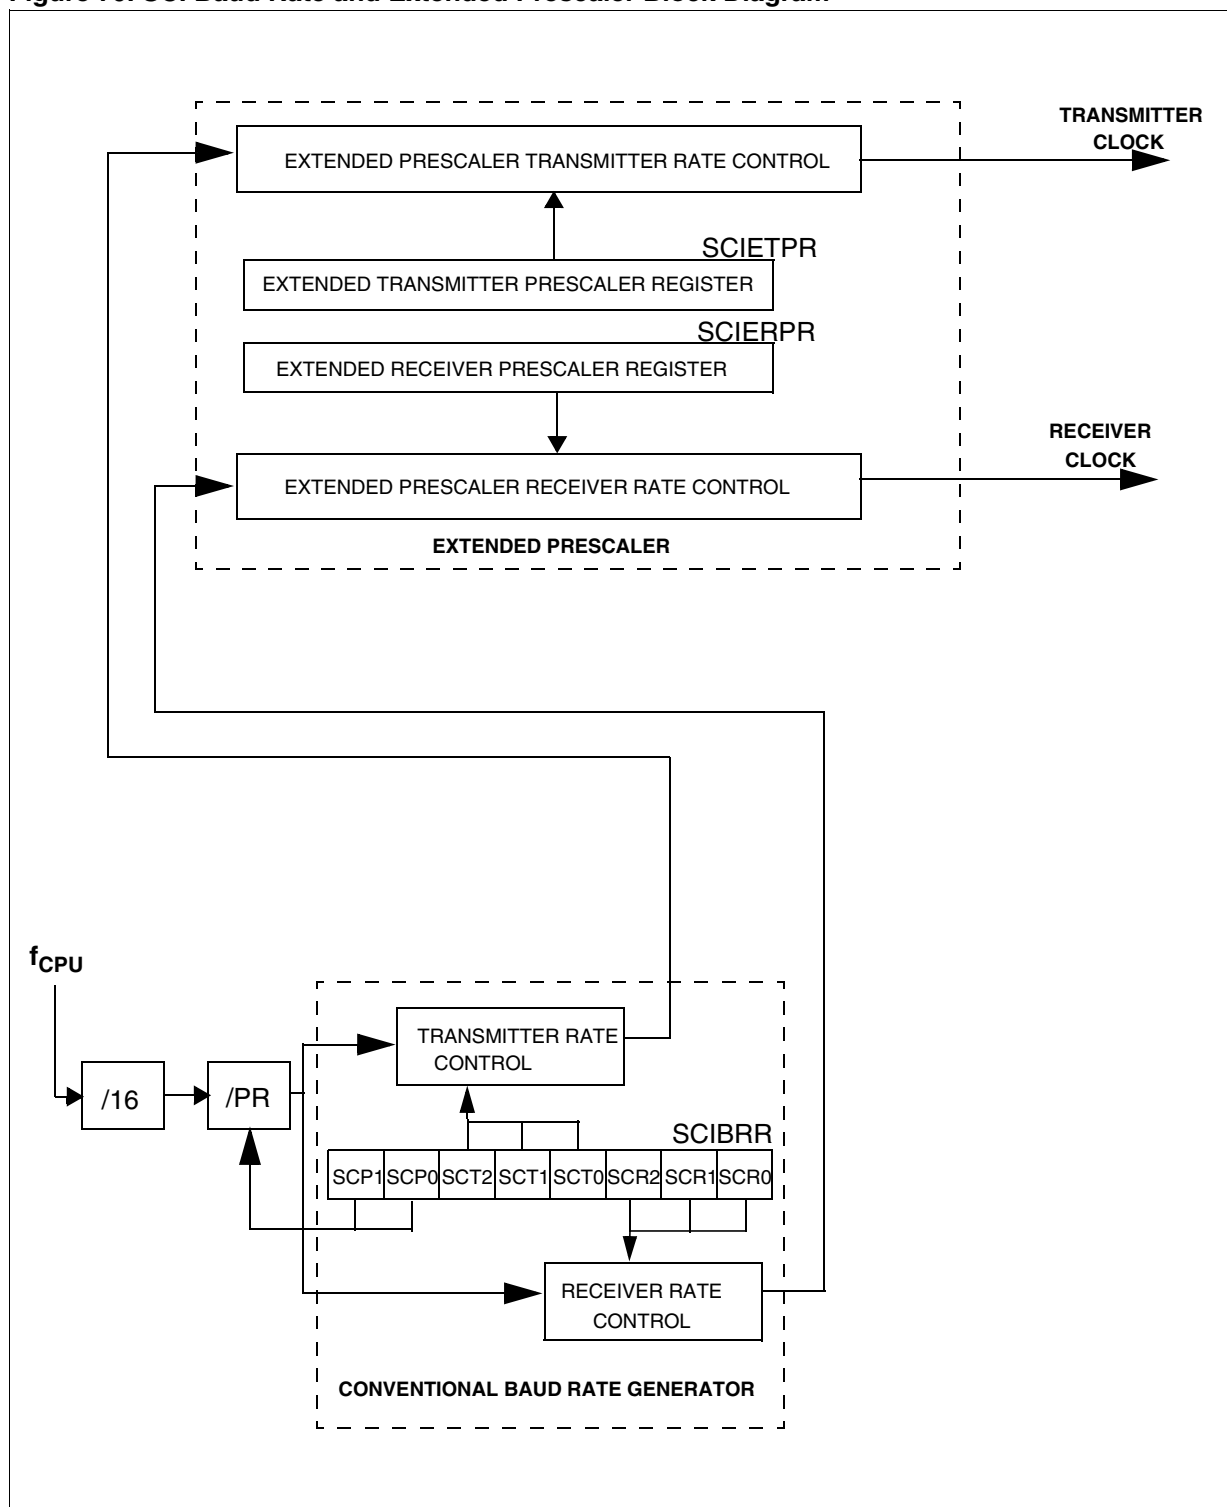 TRANSMITTER
CLOCK
EXTENDED PRESCALER TRANSMITTER RATE CONTROL
SCIETPR
EXTENDED TRANSMITTER PRESCALER REGISTER
SCIERPR
EXTENDED RECEIVER PRESCALER REGISTER
RECEIVER
CLOCK
EXTENDED PRESCALER RECEIVER RATE CONTROL
EXTENDED PRESCALER
fCPU
TRANSMITTER RATE
CONTROL
/16
/PR
SCIBRR
SCP1 SCP0 SCT2 SCT1 SCT0 SCR2 SCR1 SCR0
RECEIVER RATE
CONTROL
CONVENTIONAL BAUD RATE GENERATOR